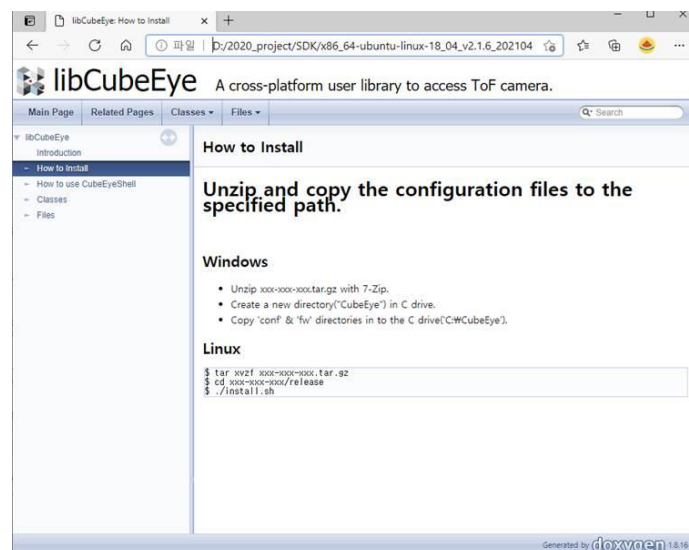 libCubeEye: How to Install
파일 D:/2020_project/SDK/x86_64-ubuntu-linux-18_04_v2.1.6_202104
libCubeEye A cross-platform user library to access ToF camera.
Main Page Related Pages Classes Files Search
libCubeEye
Introduction
How to Install
How to use CubeEyeShell
Classes
Files
How to Install
Unzip and copy the configuration files to the
specified path.
Windows
• Unzip xxx-xxx-xxx.tar.gz with 7-Zip.
• Create a new directory("CubeEye") in C drive.
• Copy 'conf' & 'fw' directories in to the C drive('C:₩CubeEye').
Linux
$ tar xvzf xxx-xxx-xxx.tar.gz
$ cd xxx-xxx-xxx/release
$ ./install.sh
Generated by doxygen 1.8.16